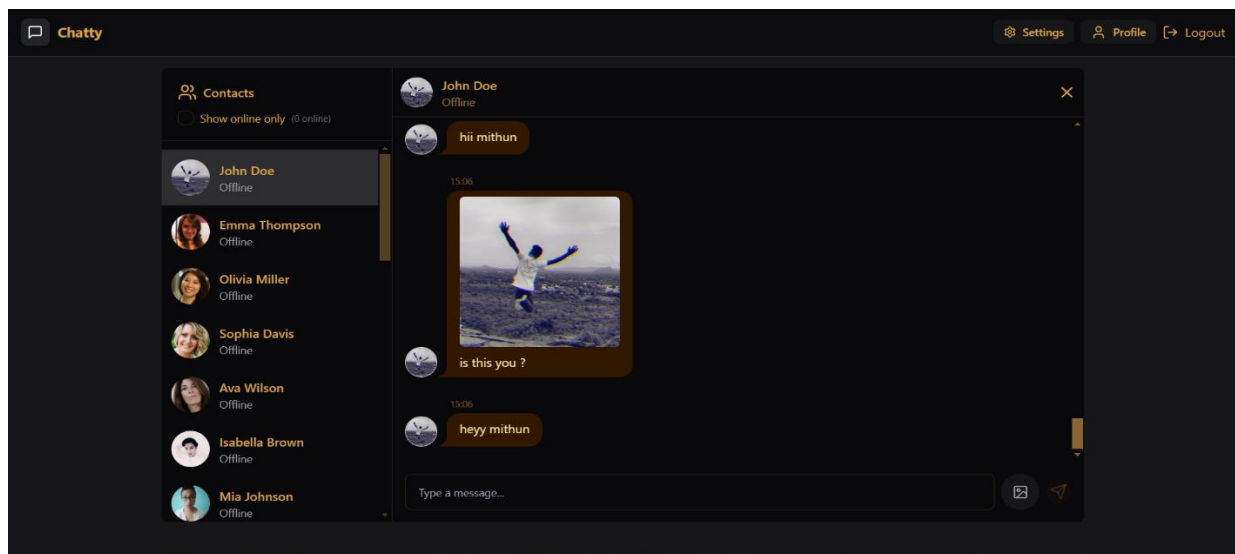 Chatty
Settings
Profile
Logout
Contacts
Show online only (0 online)
John Doe
Offline
Emma Thompson
Offline
Olivia Miller
Offline
Sophia Davis
Offline
Ava Wilson
Offline
Isabella Brown
Offline
Mia Johnson
Offline
John Doe
Offline
hii mithun
15:06
is this you ?
15:06
heyy mithun
Type a message...